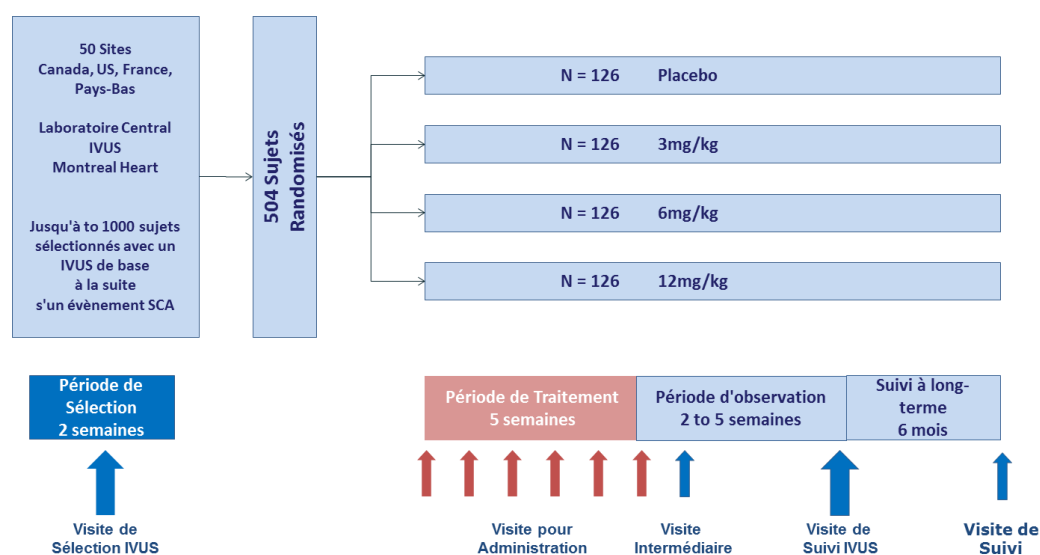 50 Sites
Canada, US, France,
Pays-Bas
Laboratoire Central
IVUS
Montreal Heart
Jusqu'à to 1000 sujets
sélectionnés avec un
IVUS de base
à la suite
s'un évènement SCA
504 Sujets
Randomisés
N = 126 Placebo
N = 126 3mg/kg
N = 126 6mg/kg
N = 126 12mg/kg
Période de
Sélection
2 semaines
Période de Traitement
5 semaines
Période d'observation
2 to 5 semaines
Suivi à long-
terme
6 mois
Visite de
Sélection IVUS
Visite pour
Administration
Visite
Intermédiaire
Visite de
Suivi IVUS
Visite de
Suivi